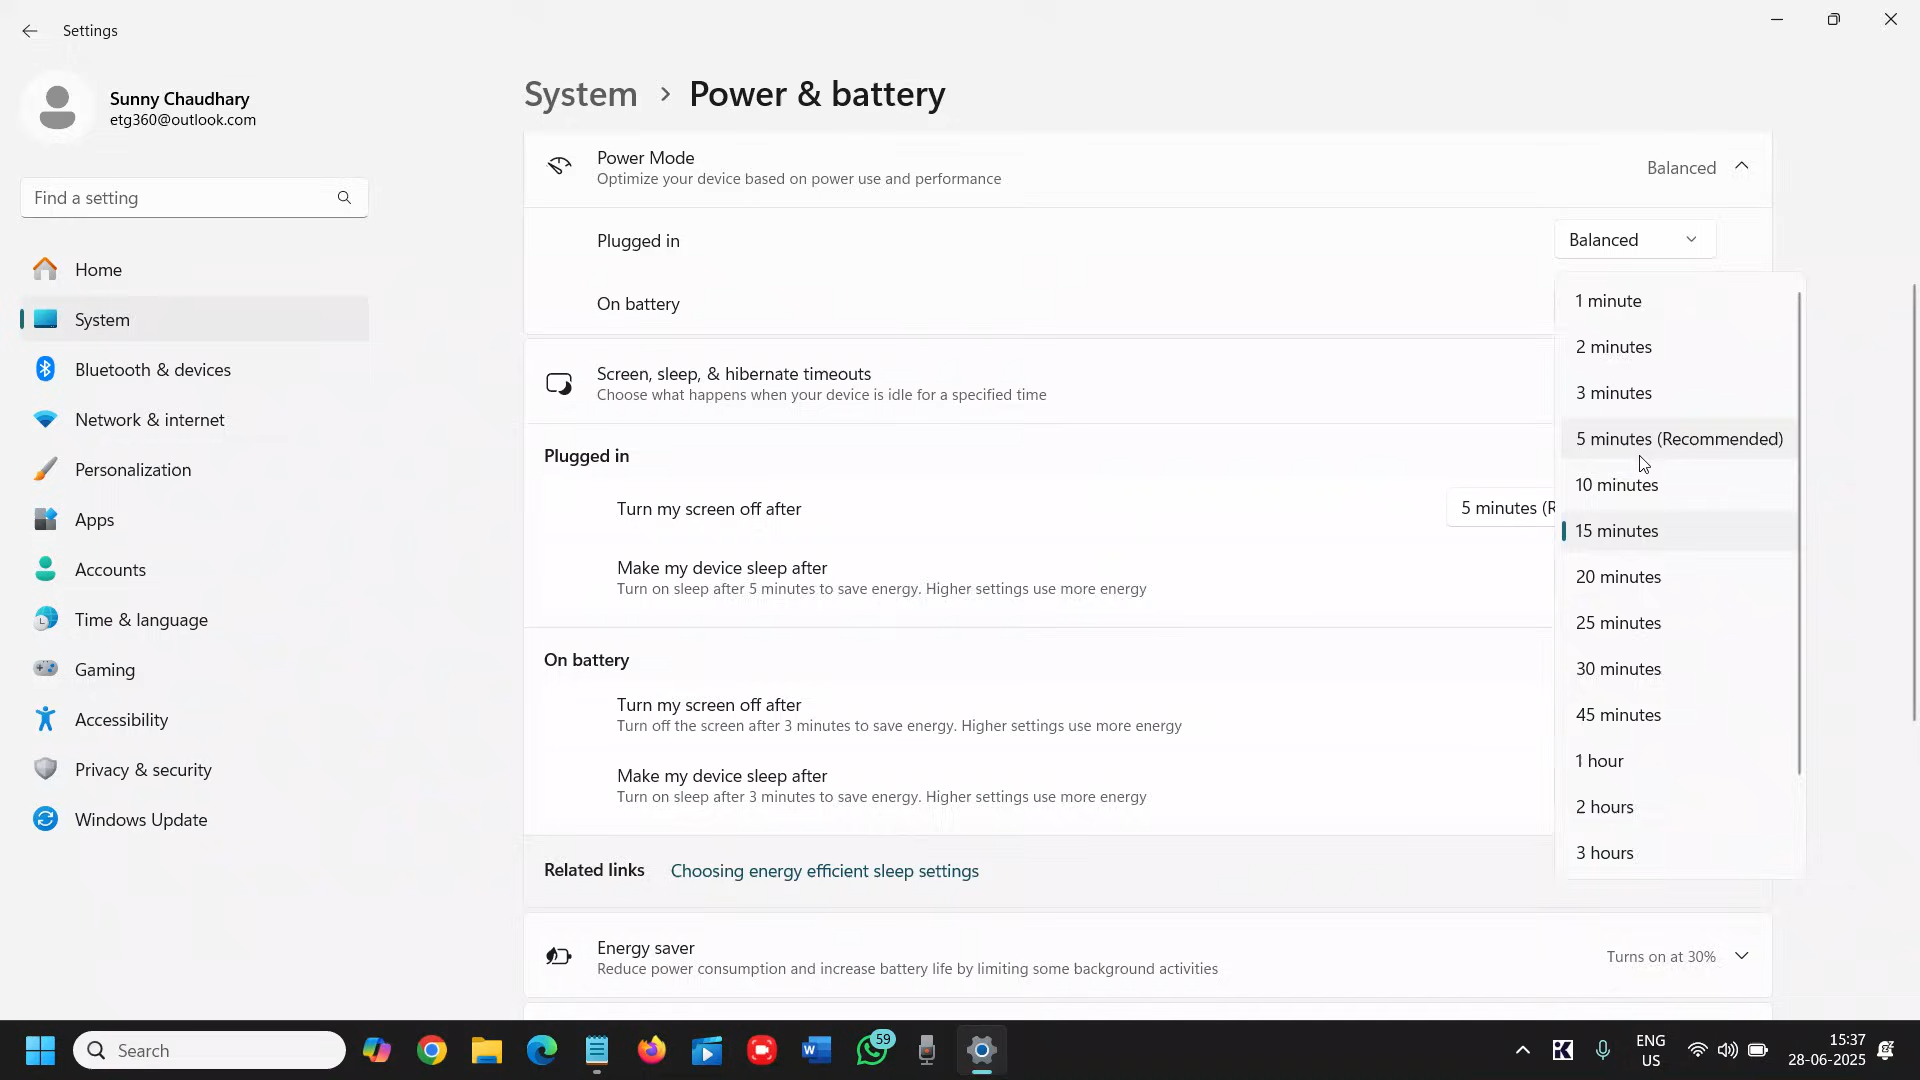 Settings
Sunny Chaudhary
etg360@outlook.com
Find a setting
Home
System
Bluetooth & devices
Network & internet
Personalization
Apps
Accounts
Time & language
Gaming
Accessibility
Privacy & security
Windows Update
System > Power & battery
Power Mode
Optimize your device based on power use and performance
Balanced
Plugged in
Balanced
On battery
Screen, sleep, & hibernate timeouts
Choose what happens when your device is idle for a specified time
Plugged in
Turn my screen off after
5 minutes (R
Make my device sleep after
Turn on sleep after 5 minutes to save energy. Higher settings use more energy
On battery
Turn my screen off after
Turn off the screen after 3 minutes to save energy. Higher settings use more energy
Make my device sleep after
Turn on sleep after 3 minutes to save energy. Higher settings use more energy
Related links Choosing energy efficient sleep settings
Energy saver
Reduce power consumption and increase battery life by limiting some background activities
Turns on at 30%
1 minute
2 minutes
3 minutes
5 minutes (Recommended)
10 minutes
15 minutes
20 minutes
25 minutes
30 minutes
45 minutes
1 hour
2 hours
3 hours
Search
59
ENG
US
15:37
28-06-2025